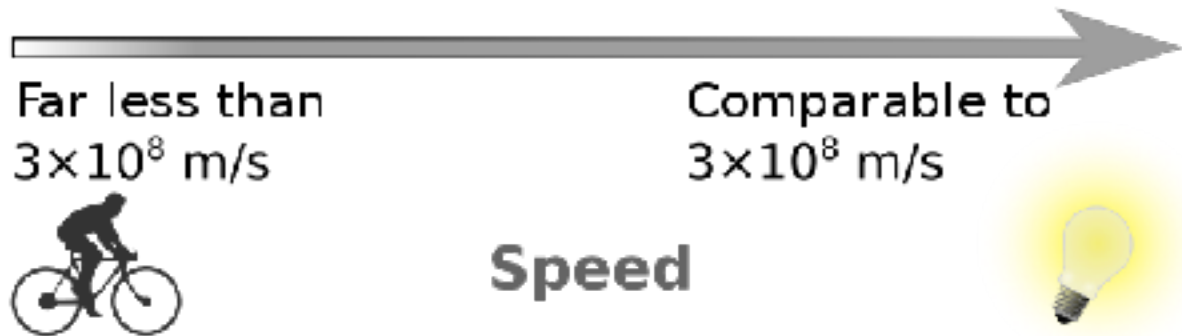 Far less than
3×10⁸ m/s
Comparable to
3×10⁸ m/s
Speed